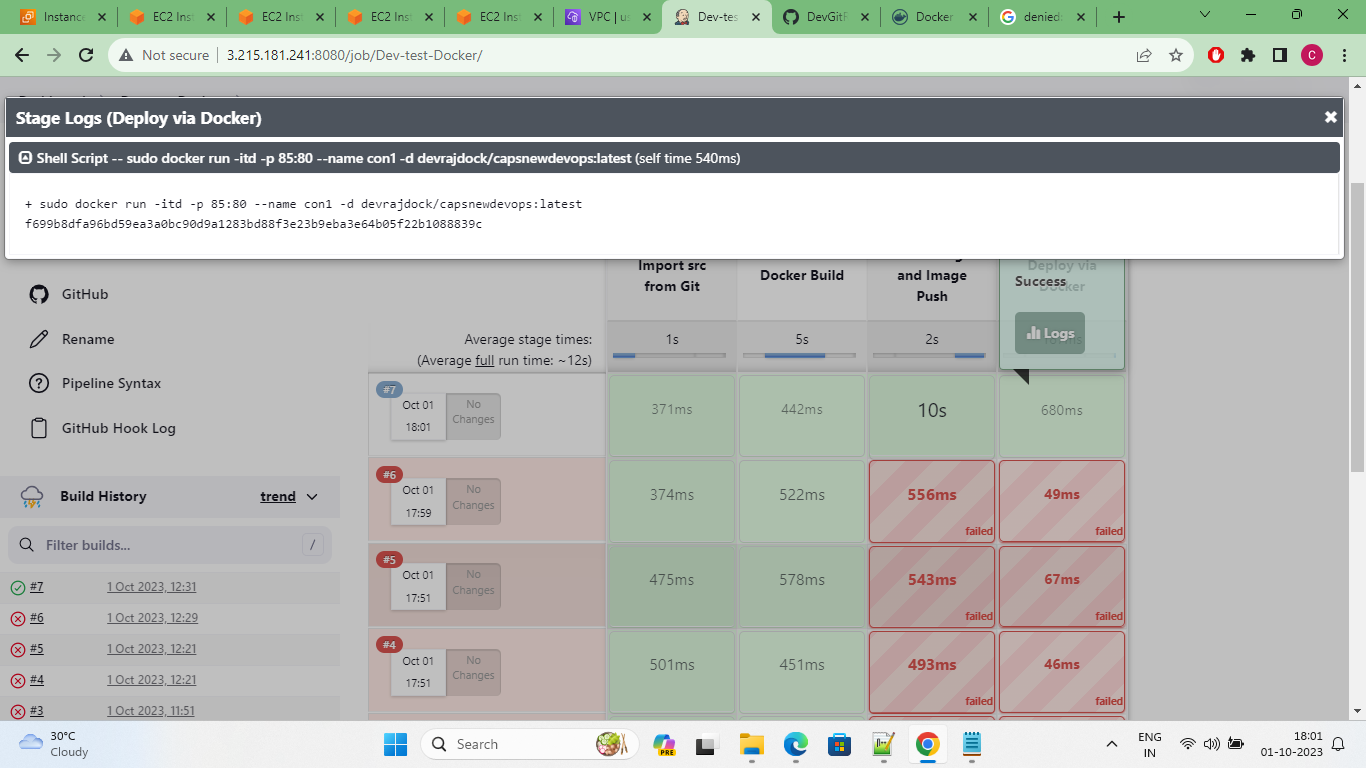 Instance
EC2 Inst
EC2 Inst
EC2 Inst
EC2 Inst
VPC | us
Dev-tes
DevGitR
Docker
denied:
Not secure
3.215.181.241:8080/job/Dev-test-Docker/
C
Stage Logs (Deploy via Docker)
Shell Script -- sudo docker run -itd -p 85:80 --name con1 -d devrajdock/capsnewdevops:latest (self time 540ms)
+ sudo docker run -itd -p 85:80 --name con1 -d devrajdock/capsnewdevops:latest
f699b8dfa96bd59ea3a0bc90d9a1283bd88f3e23b9eba3e64b05f22b1088839c
GitHub
Rename
Pipeline Syntax
GitHub Hook Log
Build History
trend
Filter builds...
/
#7
1 Oct 2023, 12:31
#6
1 Oct 2023, 12:29
#5
1 Oct 2023, 12:21
#4
1 Oct 2023, 12:21
#3
1 Oct 2023, 11:51
Import src
from Git
Docker Build
and Image
Push
Deploy via
Docker
Success
Logs
Average stage times:
(Average full run time: ~12s)
1s
5s
2s
#7
Oct 01
18:01
No
Changes
371ms
442ms
10s
680ms
#6
Oct 01
17:59
No
Changes
374ms
522ms
556ms
failed
49ms
failed
#5
Oct 01
17:51
No
Changes
475ms
578ms
543ms
failed
67ms
failed
#4
Oct 01
17:51
No
Changes
501ms
451ms
493ms
failed
46ms
failed
30°C
Cloudy
Search
PRE
ENG
IN
18:01
01-10-2023